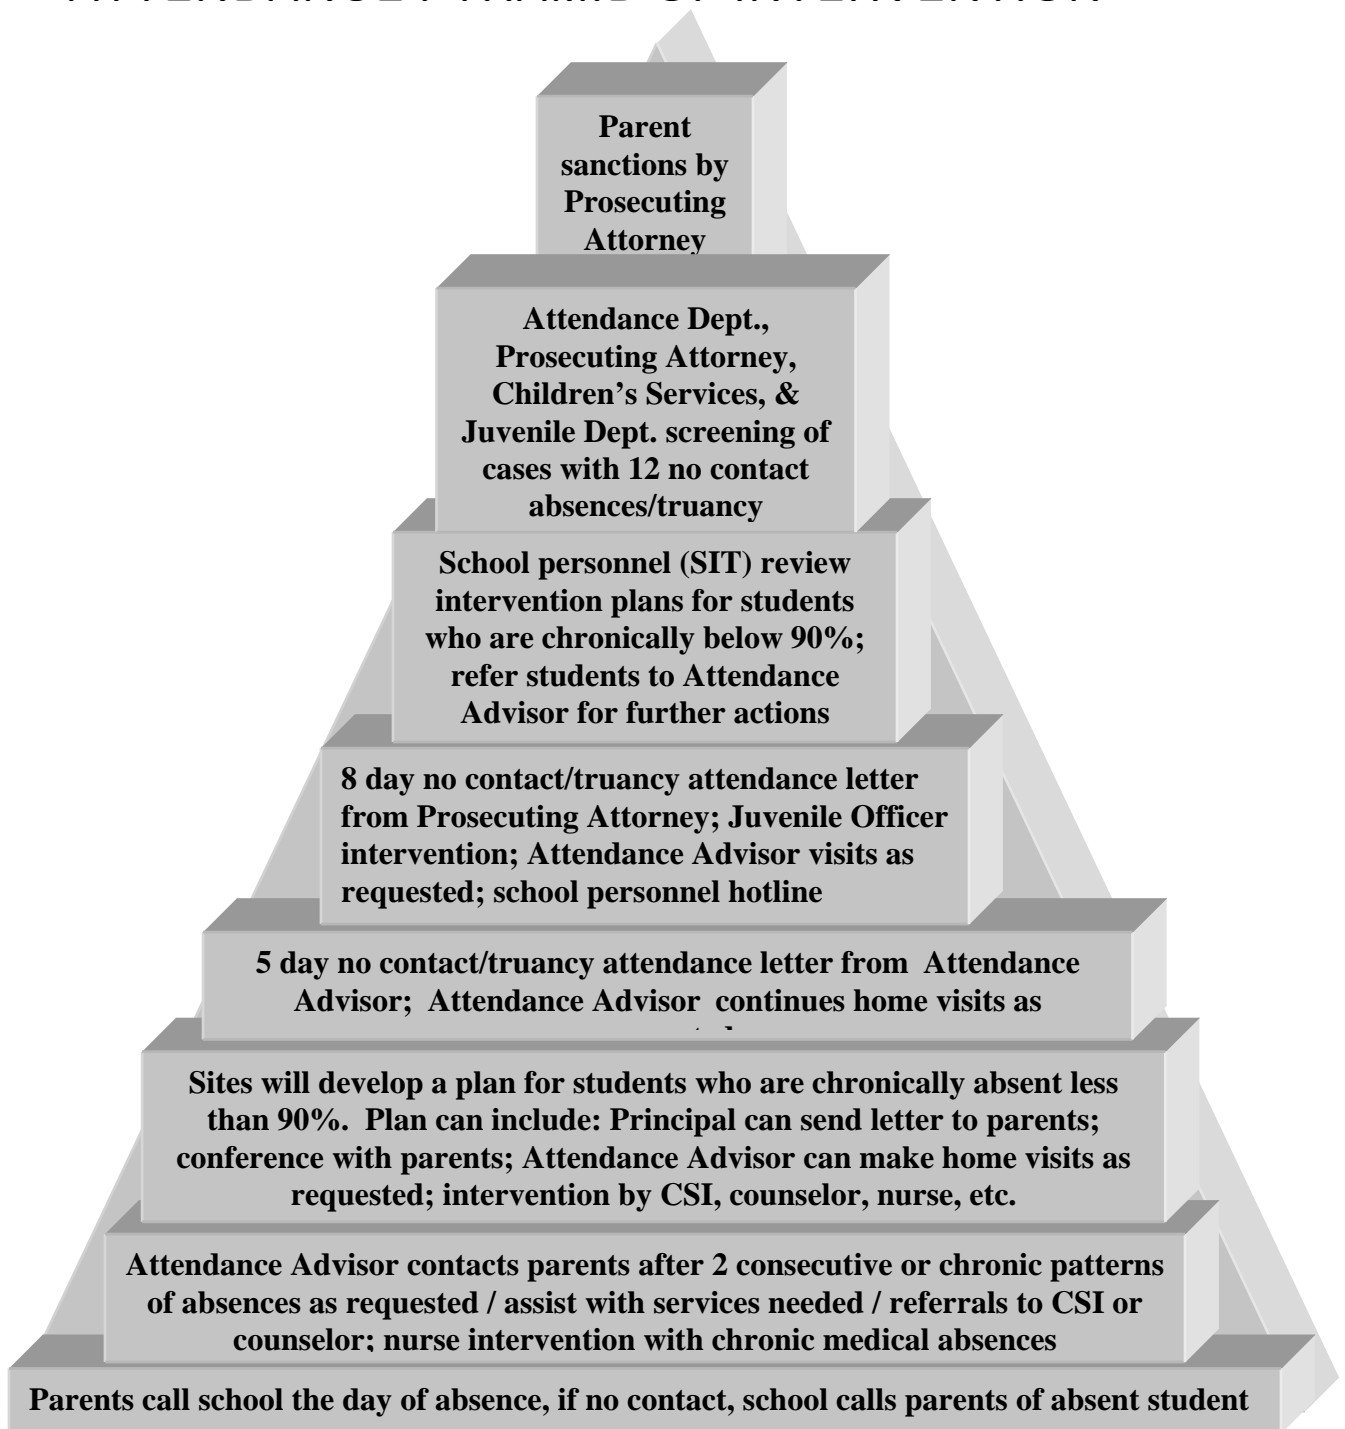 ATTENDANCE PYRAMID OF INTERVENTION
Parent
sanctions by
Prosecuting
Attorney
Attendance Dept.,
Prosecuting Attorney,
Children’s Services, &
Juvenile Dept. screening of
cases with 12 no contact
absences/truancy
School personnel (SIT) review
intervention plans for students
who are chronically below 90%;
refer students to Attendance
Advisor for further actions
8 day no contact/truancy attendance letter
from Prosecuting Attorney; Juvenile Officer
intervention; Attendance Advisor visits as
requested; school personnel hotline
5 day no contact/truancy attendance letter from Attendance
Advisor; Attendance Advisor continues home visits as
Sites will develop a plan for students who are chronically absent less
than 90%. Plan can include: Principal can send letter to parents;
conference with parents; Attendance Advisor can make home visits as
requested; intervention by CSI, counselor, nurse, etc.
Attendance Advisor contacts parents after 2 consecutive or chronic patterns
of absences as requested / assist with services needed / referrals to CSI or
counselor; nurse intervention with chronic medical absences
Parents call school the day of absence, if no contact, school calls parents of absent student